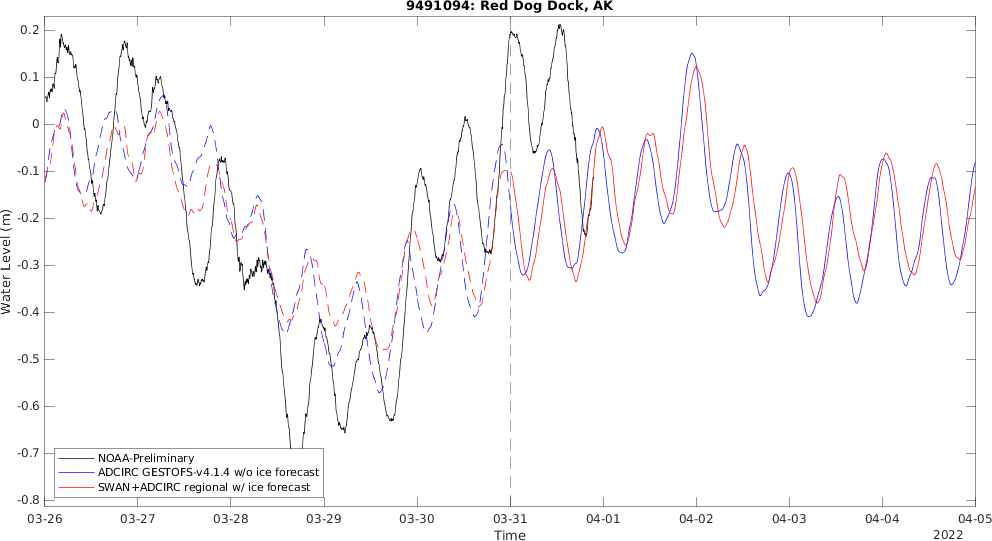 9491094: Red Dog Dock, AK
0.2
0.1
0
-0.1
-0.2
-0.3
-0.4
-0.5
-0.6
-0.7
-0.8
Water Level (m)
NOAA-Preliminary
ADCIRC GESTOFS-v4.1.4 w/o ice forecast
SWAN+ADCIRC regional w/ ice forecast
03-26 03-27 03-28 03-29 03-30 03-31 04-01 04-02 04-03 04-04 04-05
Time
2022